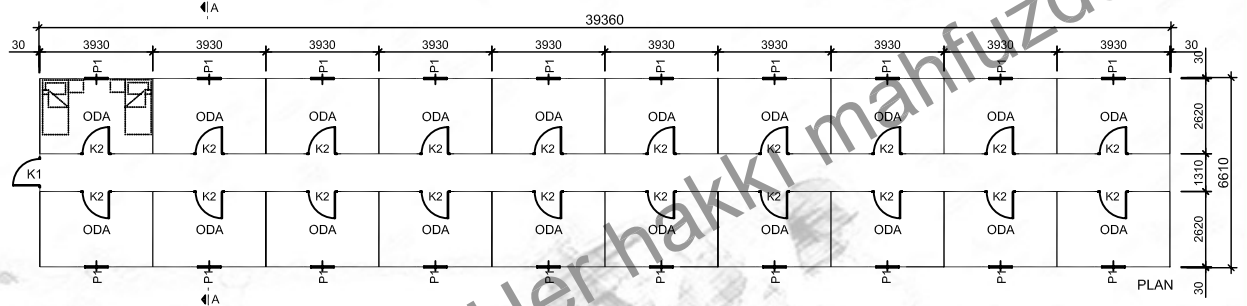 A
39360
30 3930 3930 3930 3930 3930 3930 3930 3930 3930 3930 30
P1 P1 P1 P1 P1 P1 P1 P1 P1 P1 30
ODA ODA ODA ODA ODA ODA ODA ODA ODA ODA 2620
K2 K2 K2 K2 K2 K2 K2 K2 K2 K2
K1 1310 6610
K2 K2 K2 K2 K2 K2 K2 K2 K2 K2
ODA ODA ODA ODA ODA ODA ODA ODA ODA ODA 2620
P1 P1 P1 P1 P1 P1 P1 P1 P1 P1 30
PLAN
A
Her hakkı mahfuzdu